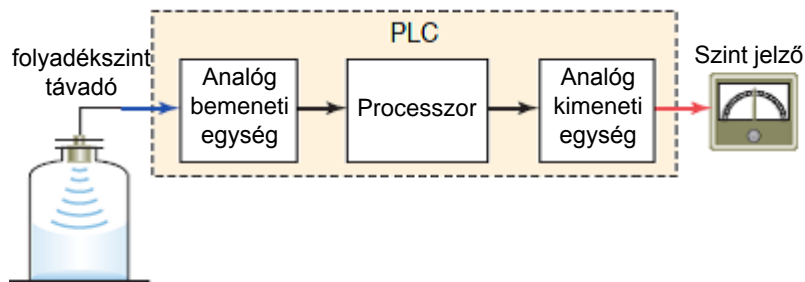 PLC
folyadékszint
távadó
Analóg
bemeneti
egység
Processzor
Analóg
kimeneti
egység
Szint jelző